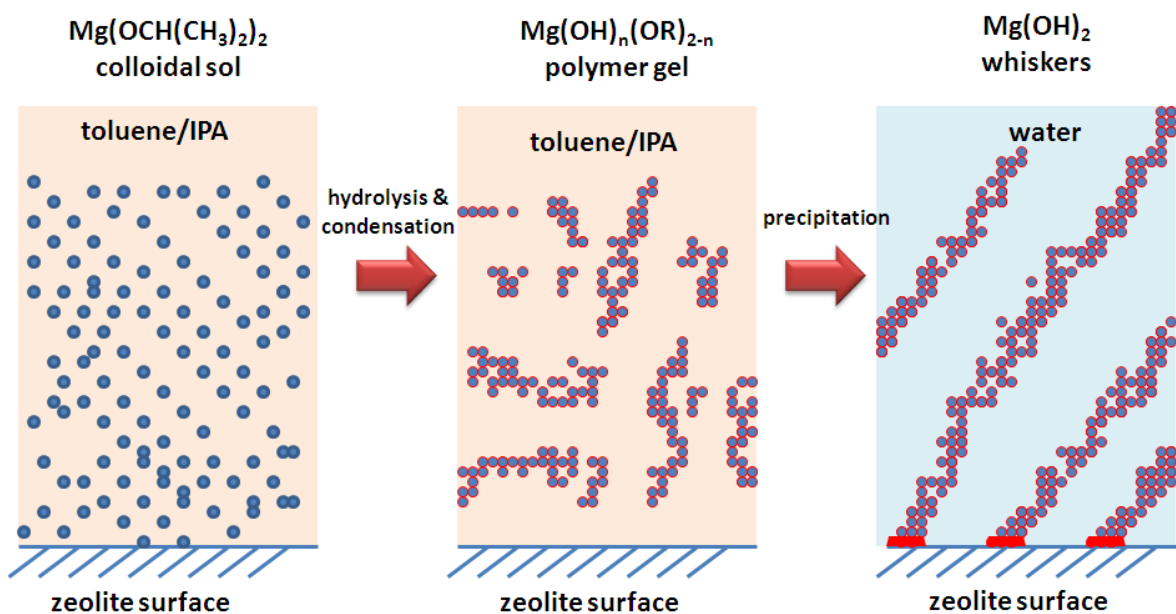 Mg(OCH(CH₃)₂)₂
colloidal sol
toluene/IPA
zeolite surface
hydrolysis &
condensation
Mg(OH)ₙ(OR)₂₋ₙ
polymer gel
toluene/IPA
zeolite surface
precipitation
Mg(OH)₂
whiskers
water
zeolite surface